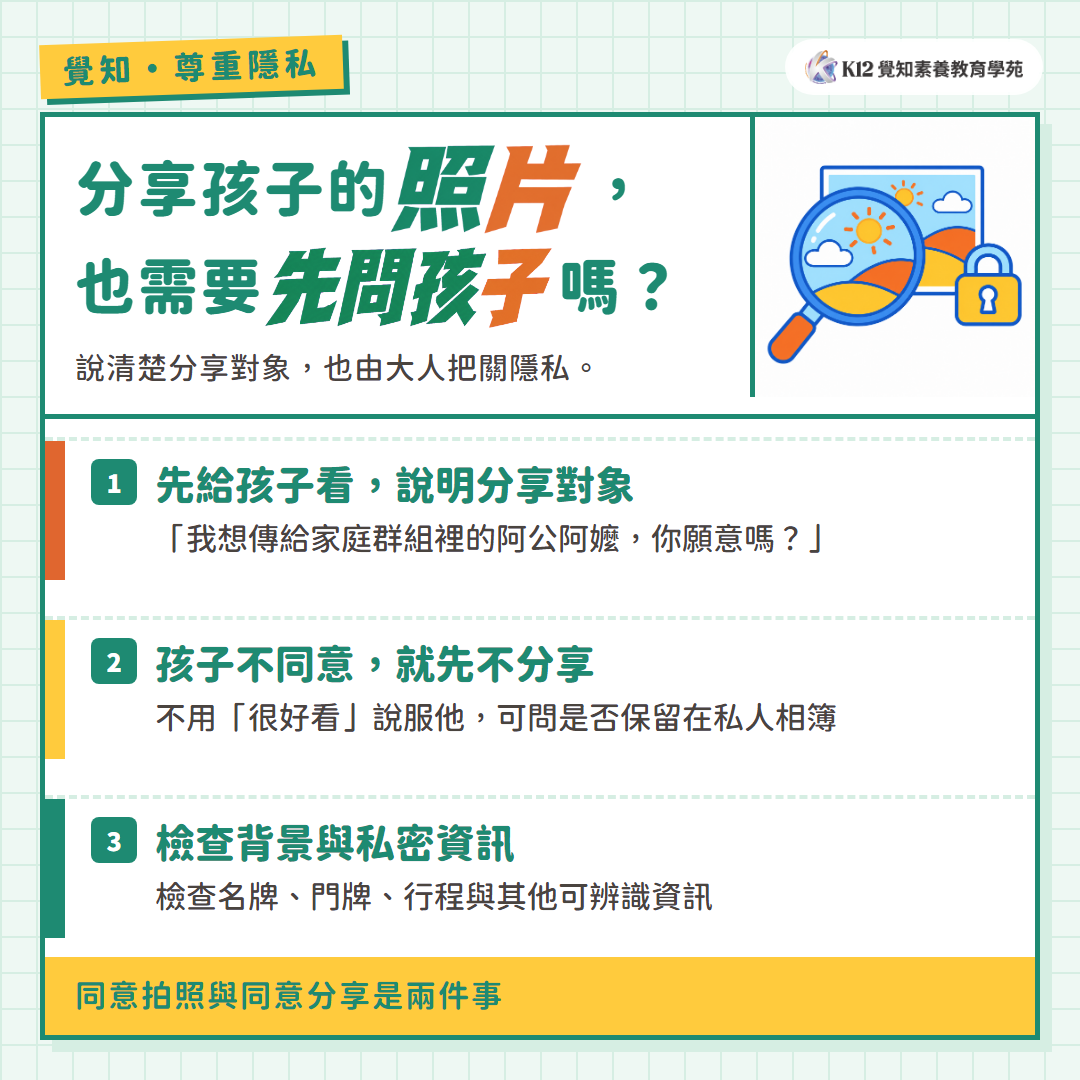 覺知・尊重隱私
K12 覺知素養教育學苑
分享孩子的照片，
也需要先問孩子嗎？
說清楚分享對象，也由大人把關隱私。
1 先給孩子看，說明分享對象
「我想傳給家庭群組裡的阿公阿嬤，你願意嗎？」
2 孩子不同意，就先不分享
不用「很好看」說服他，可問是否保留在私人相簿
3 檢查背景與私密資訊
檢查名牌、門牌、行程與其他可辨識資訊
同意拍照與同意分享是兩件事